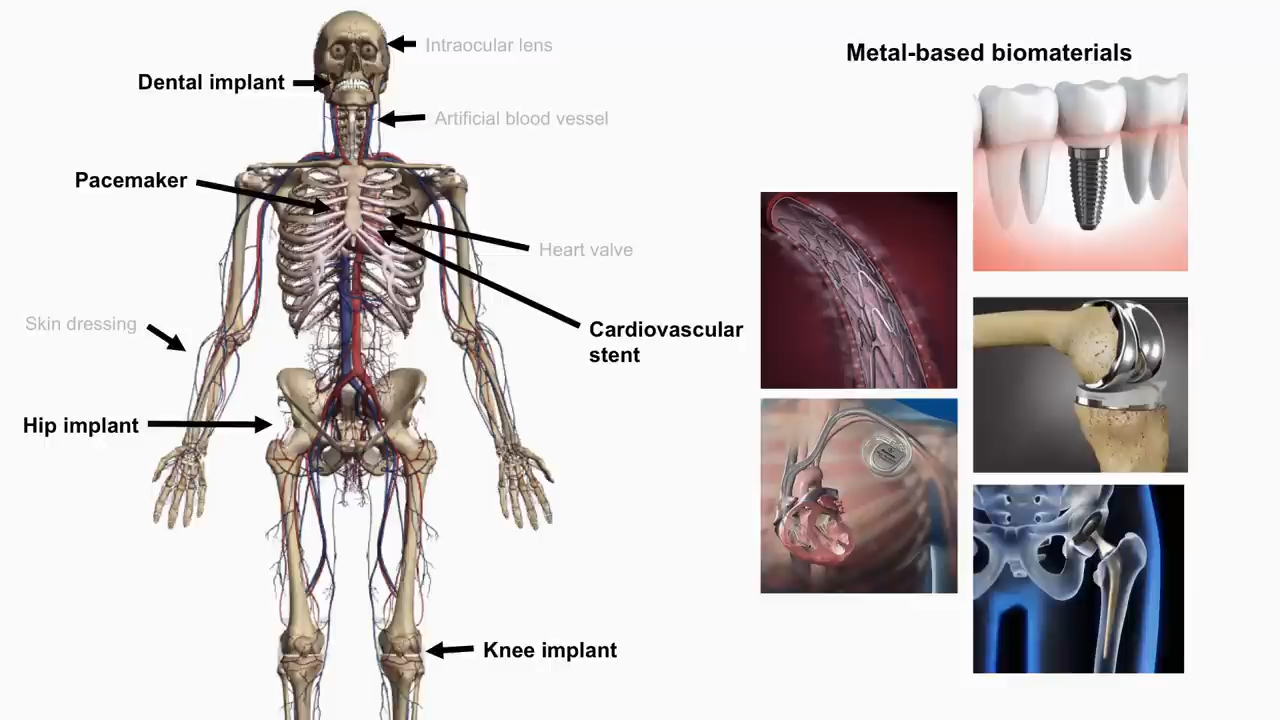 Intraocular lens
Metal-based biomaterials
Dental implant
Artificial blood vessel
Pacemaker
Heart valve
Skin dressing
Cardiovascular
stent
Hip implant
Knee implant